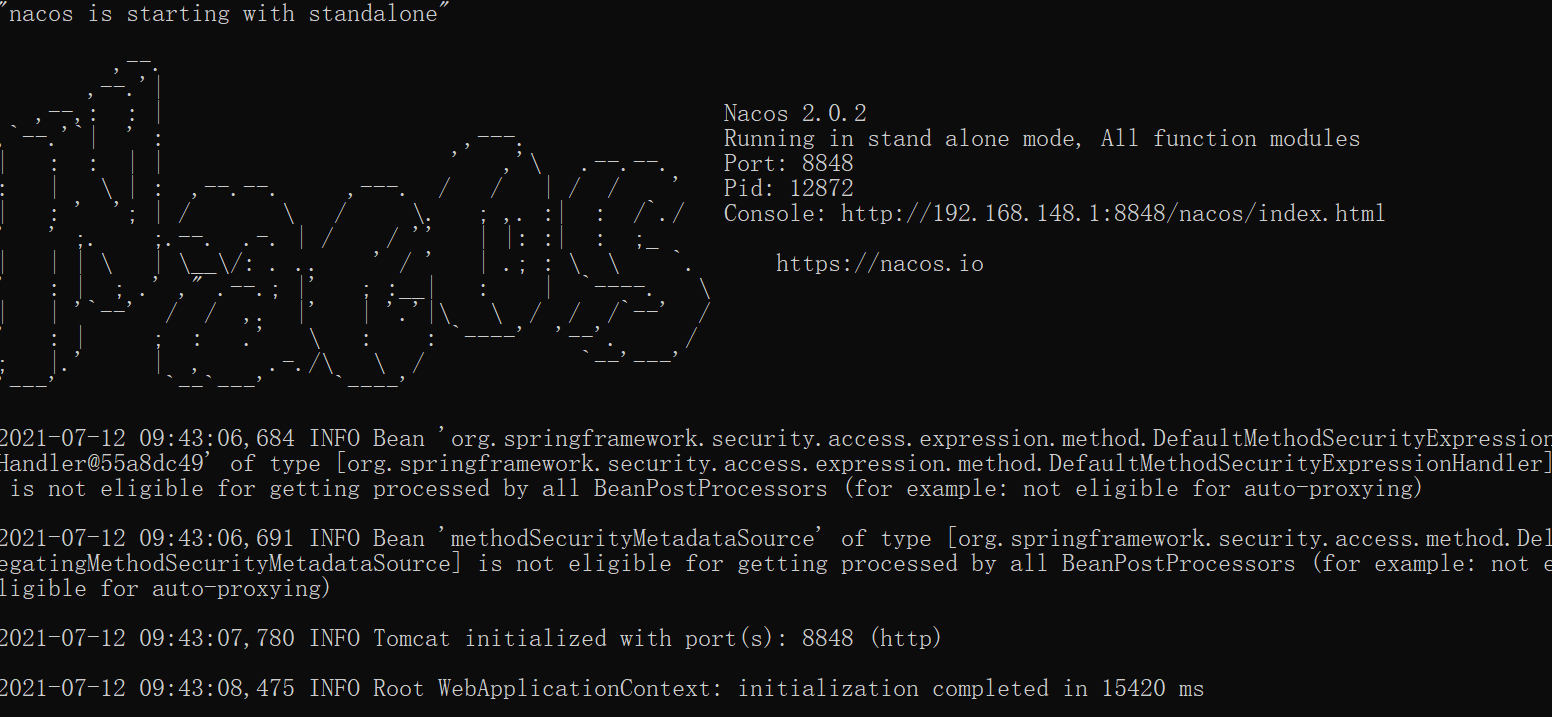 "nacos is starting with standalone"
Nacos 2.0.2
Running in stand alone mode, All function modules
Port: 8848
Pid: 12872
Console: http://192.168.148.1:8848/nacos/index.html
https://nacos.io
2021-07-12 09:43:06,684 INFO Bean 'org.springframework.security.access.expression.method.DefaultMethodSecurityExpression
Handler@55a8dc49' of type [org.springframework.security.access.expression.method.DefaultMethodSecurityExpressionHandler]
is not eligible for getting processed by all BeanPostProcessors (for example: not eligible for auto-proxying)
2021-07-12 09:43:06,691 INFO Bean 'methodSecurityMetadataSource' of type [org.springframework.security.access.method.Del
egatingMethodSecurityMetadataSource] is not eligible for getting processed by all BeanPostProcessors (for example: not e
ligible for auto-proxying)
2021-07-12 09:43:07,780 INFO Tomcat initialized with port(s): 8848 (http)
2021-07-12 09:43:08,475 INFO Root WebApplicationContext: initialization completed in 15420 ms